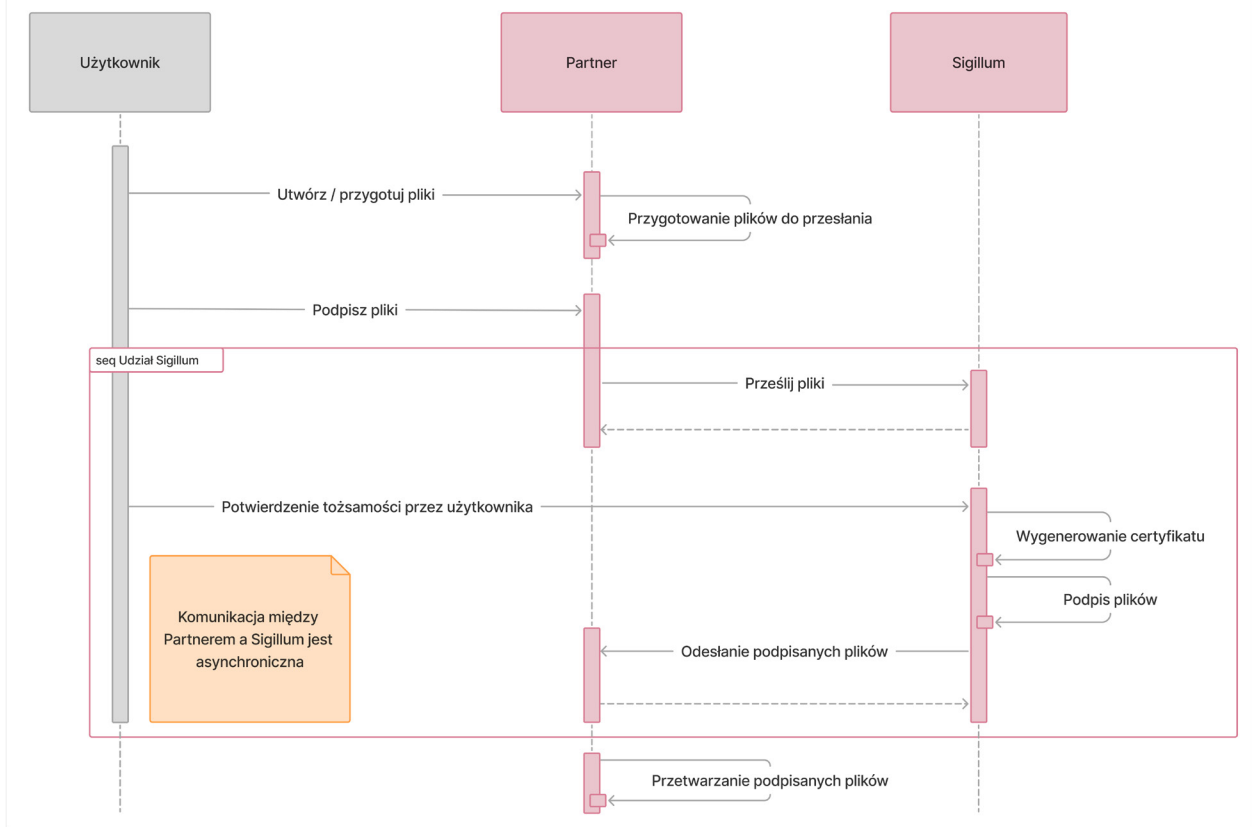 Użytkownik
Partner
Sigillum
Utwórz / przygotuj pliki
Przygotowanie plików do przesłania
Podpisz pliki
seq Udział Sigillum
Prześlij pliki
Potwierdzenie tożsamości przez użytkownika
Wygenerowanie certyfikatu
Komunikacja między
Partnerem a Sigillum jest
asynchroniczna
Podpis plików
Odesłanie podpisanych plików
Przetwarzanie podpisanych plików